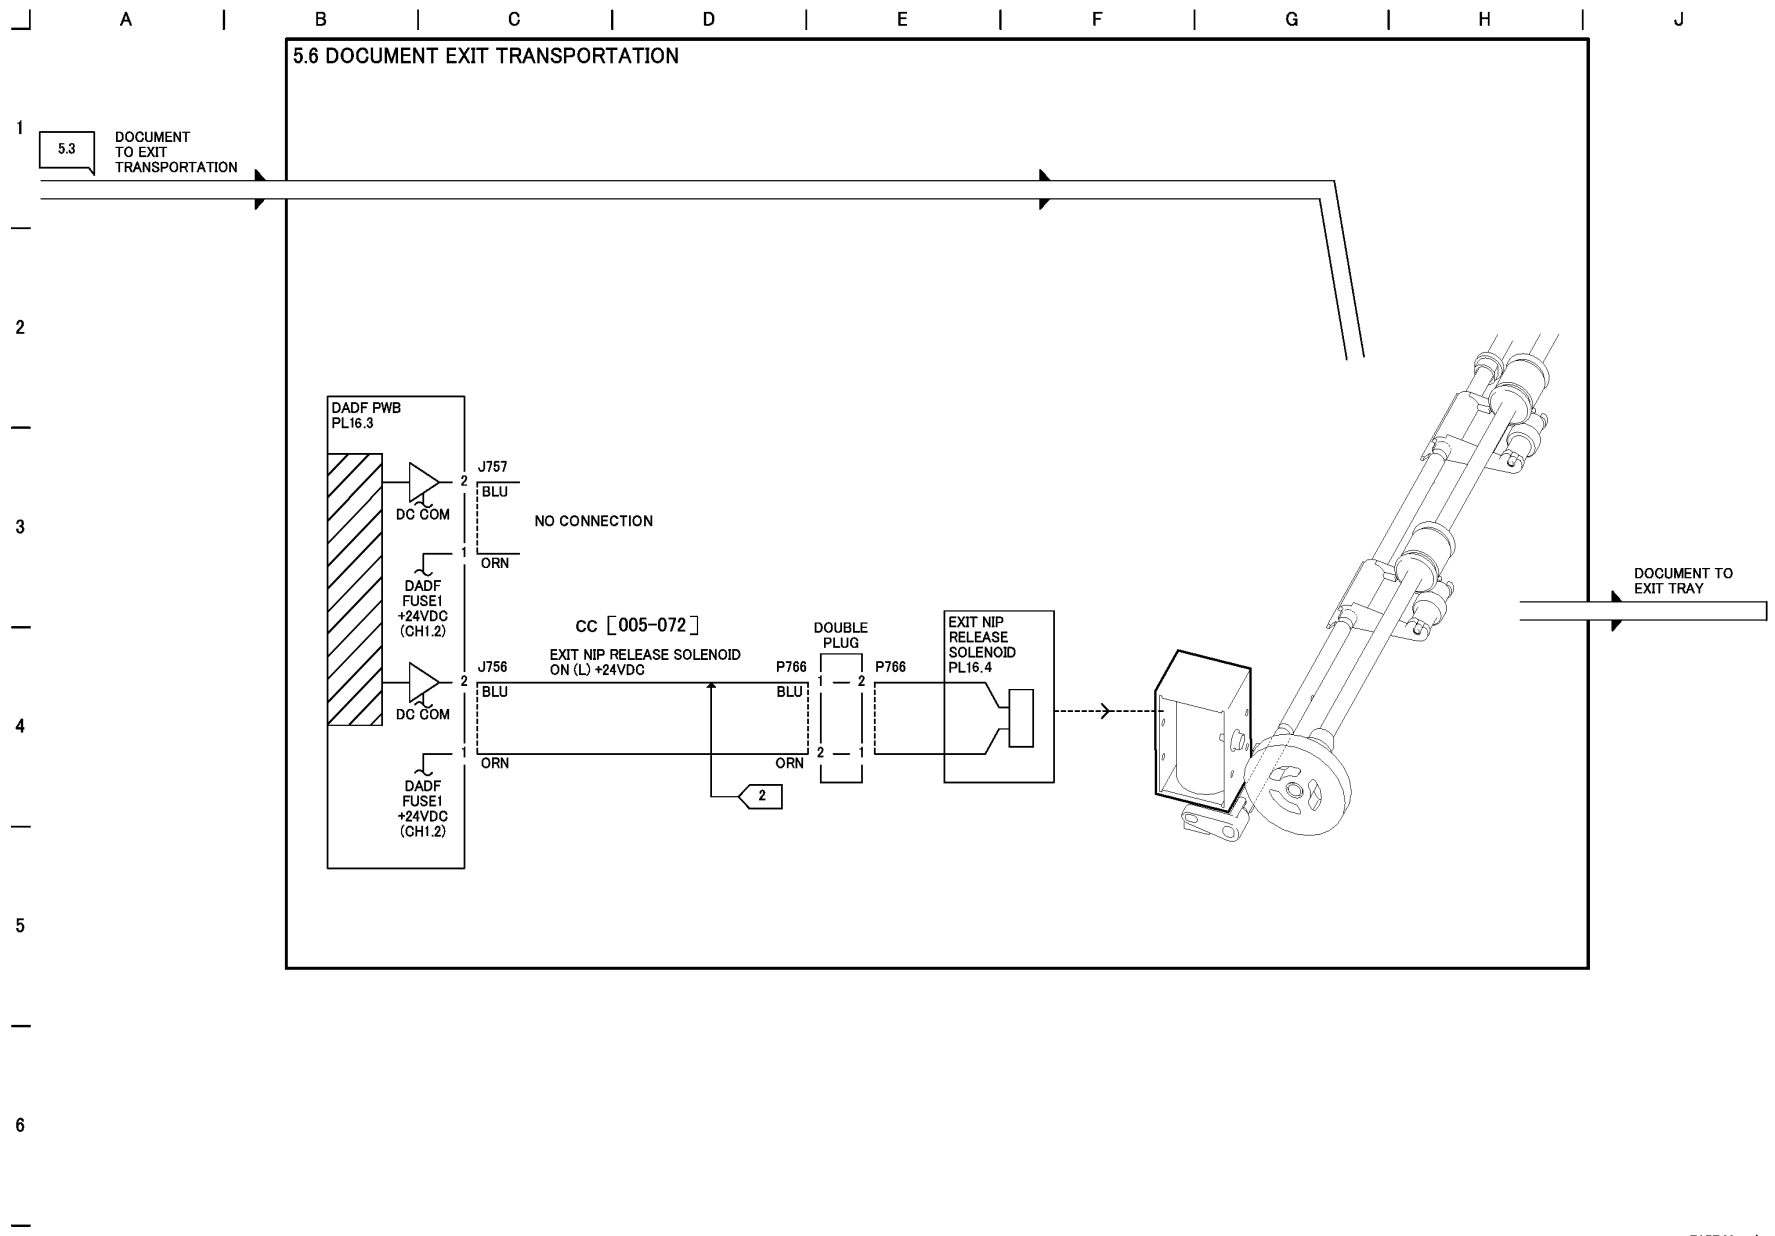 A B C D E F G H J
5.6 DOCUMENT EXIT TRANSPORTATION
1
5.3
DOCUMENT
TO EXIT
TRANSPORTATION
2
DADF PWB
PL16.3
J757
2
BLU
DC COM
3
NO CONNECTION
1
ORN
DADF
FUSE1
+24VDC
(CH1.2)
DOCUMENT TO
EXIT TRAY
CC [005-072]
EXIT NIP RELEASE SOLENOID
ON (L) +24VDC
DOUBLE
PLUG
EXIT NIP
RELEASE
SOLENOID
PL16.4
J756
P766
P766
2
BLU
BLU
1
2
DC COM
4
1
ORN
ORN
2
1
DADF
FUSE1
+24VDC
(CH1.2)
2
5
6